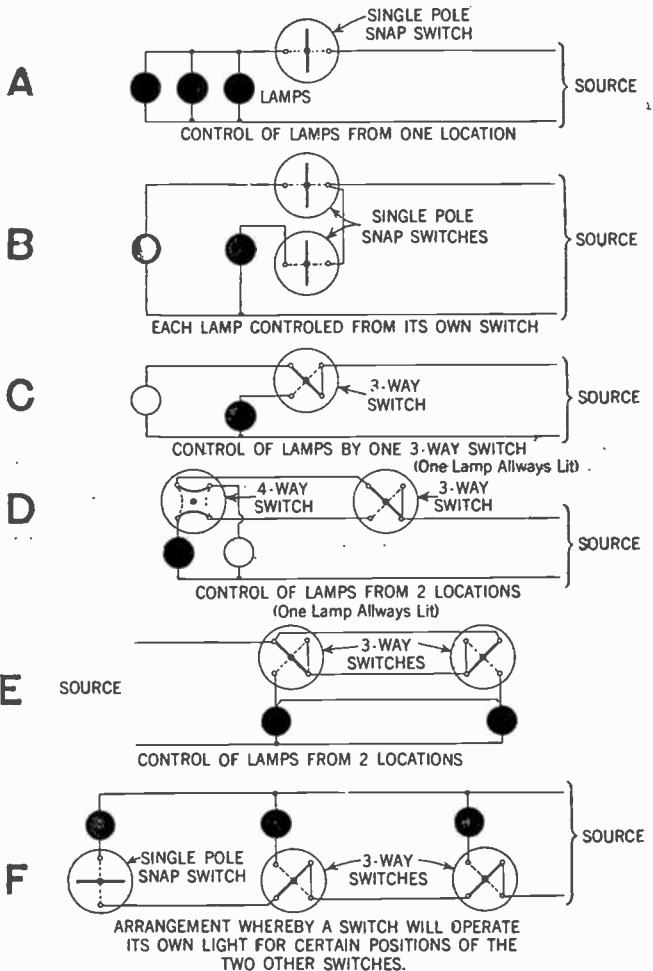 SINGLE POLE
SNAP SWITCH
A
LAMPS
SOURCE
CONTROL OF LAMPS FROM ONE LOCATION
B
SINGLE POLE
SNAP SWITCHES
SOURCE
EACH LAMP CONTROLED FROM ITS OWN SWITCH
C
3-WAY
SWITCH
SOURCE
CONTROL OF LAMPS BY ONE 3-WAY SWITCH
(One Lamp Allways Lit)
D
4-WAY
SWITCH
3-WAY
SWITCH
SOURCE
CONTROL OF LAMPS FROM 2 LOCATIONS
(One Lamp Allways Lit)
E
SOURCE
3-WAY
SWITCHES
CONTROL OF LAMPS FROM 2 LOCATIONS
F
SINGLE POLE
SNAP SWITCH
3-WAY
SWITCHES
SOURCE
ARRANGEMENT WHEREBY A SWITCH WILL OPERATE
ITS OWN LIGHT FOR CERTAIN POSITIONS OF THE
TWO OTHER SWITCHES.